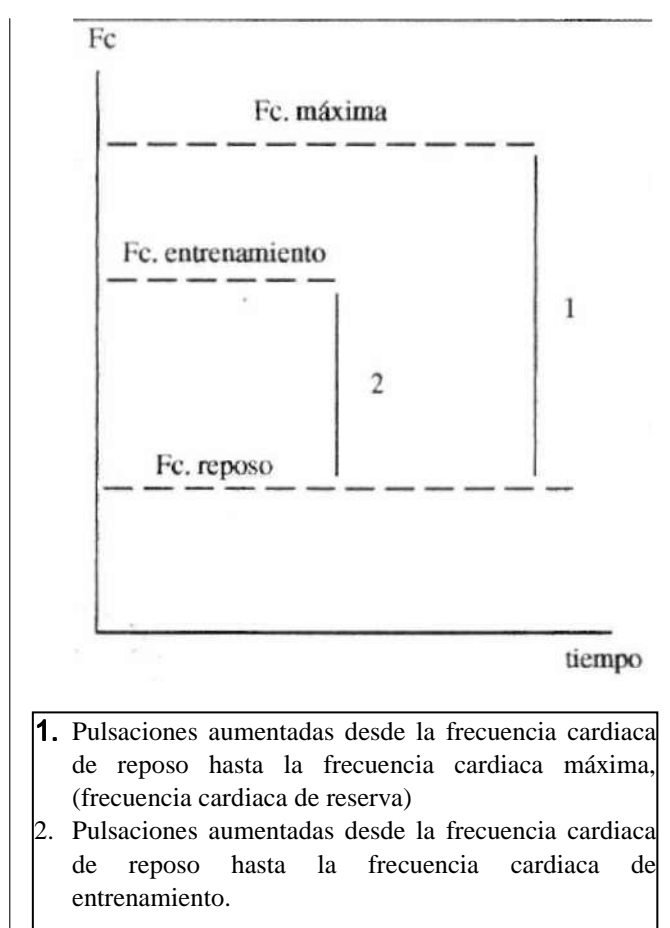 Fc
Fc. máxima
Fc. entrenamiento
1
2
Fc. reposo
tiempo
1. Pulsaciones aumentadas desde la frecuencia cardiaca
de reposo hasta la frecuencia cardiaca máxima,
(frecuencia cardiaca de reserva)
2. Pulsaciones aumentadas desde la frecuencia cardiaca
de reposo hasta la frecuencia cardiaca de
entrenamiento.